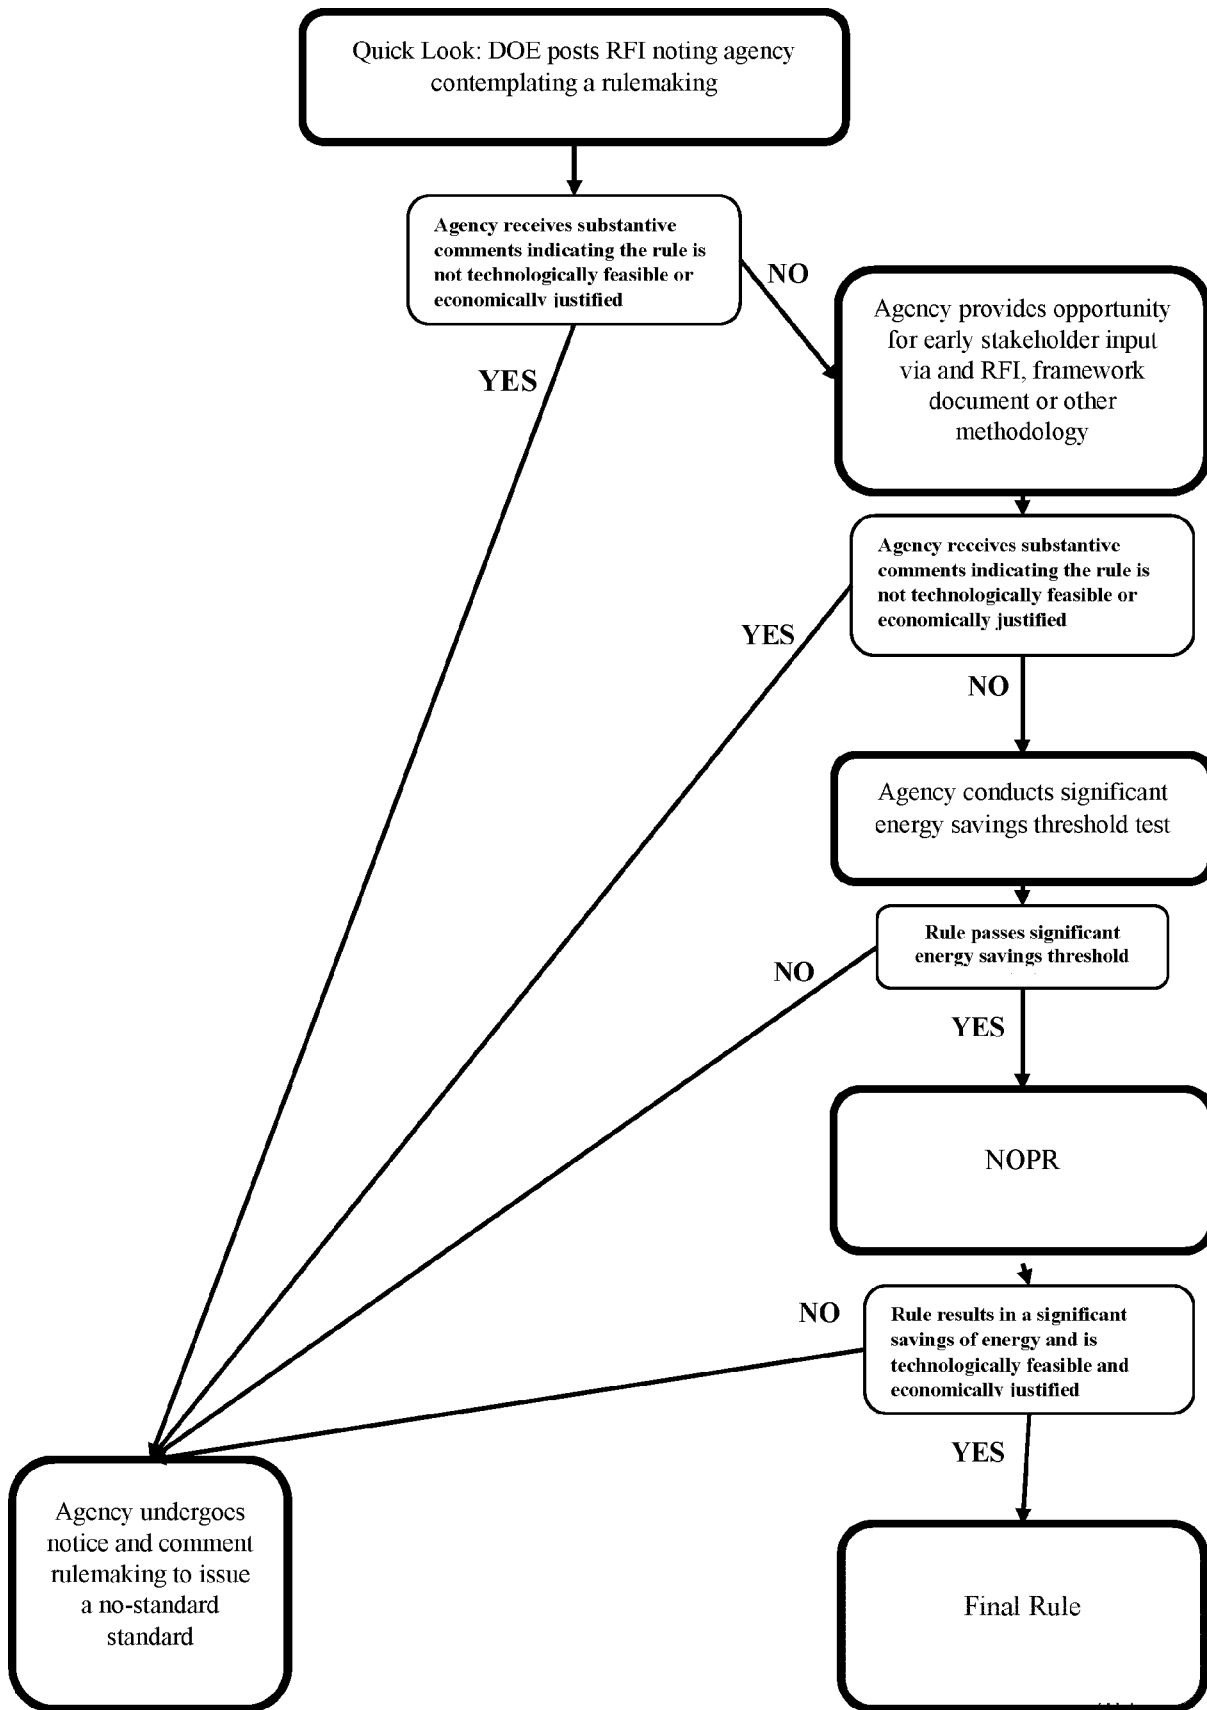 Quick Look: DOE posts RFI noting agency
contemplating a rulemaking
Agency receives substantive
comments indicating the rule is
not technologically feasible or
economically justified
NO
YES
Agency provides opportunity
for early stakeholder input
via and RFI, framework
document or other
methodology
Agency receives substantive
comments indicating the rule is
not technologically feasible or
economically justified
YES
NO
Agency conducts significant
energy savings threshold test
Rule passes significant
energy savings threshold
NO
YES
NOPR
NO
Rule results in a significant
savings of energy and is
technologically feasible and
economically justified
YES
Agency undergoes
notice and comment
rulemaking to issue
a no-standard
standard
Final Rule